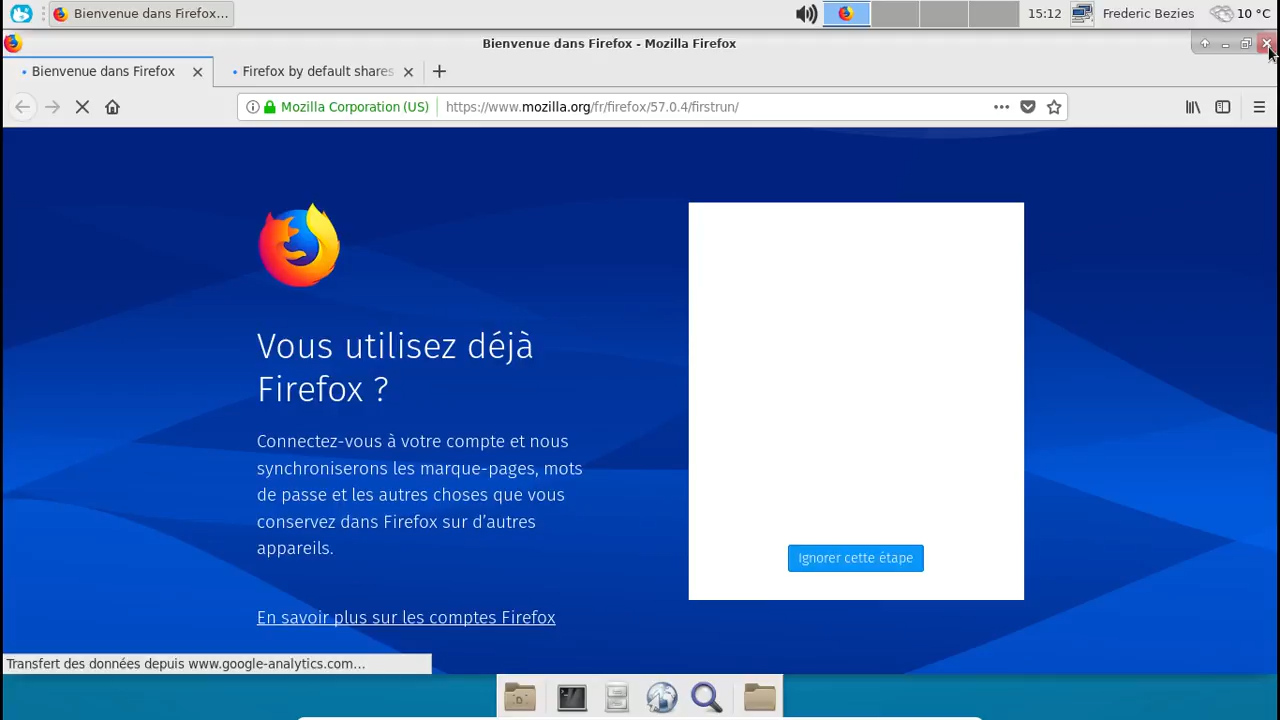 Bienvenue dans Firefox...
15:12
Frederic Bezies
10 °C
Bienvenue dans Firefox - Mozilla Firefox
Bienvenue dans Firefox
Firefox by default shares
Mozilla Corporation (US)
https://www.mozilla.org/fr/firefox/57.0.4/firstrun/
Vous utilisez déjà
Firefox ?
Connectez-vous à votre compte et nous
synchroniserons les marque-pages, mots
de passe et les autres choses que vous
conservez dans Firefox sur d’autres
appareils.
En savoir plus sur les comptes Firefox
Ignorer cette étape
Transfert des données depuis www.google-analytics.com…